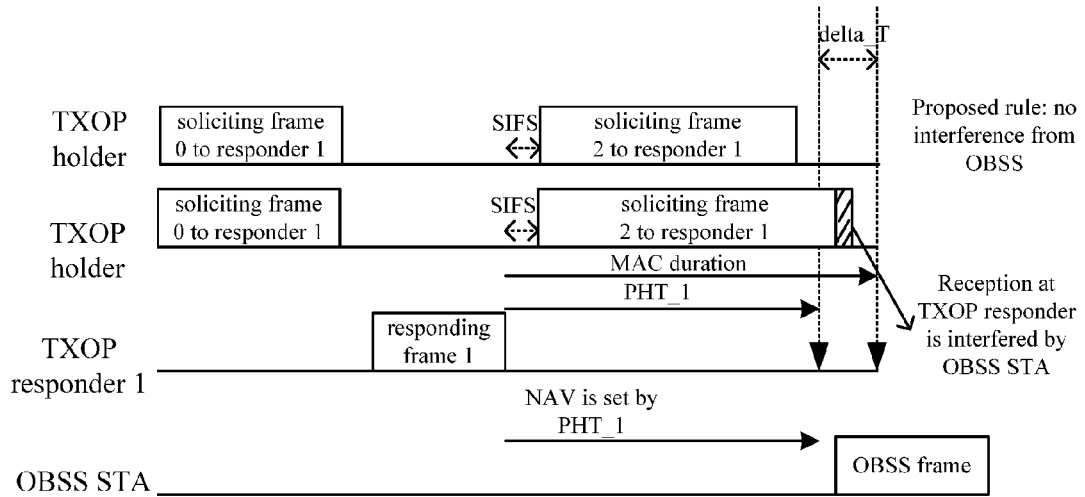 delta_T
TXOP
holder
soliciting frame
0 to responder 1
SIFS
soliciting frame
2 to responder 1
Proposed rule: no
interference from
OBSS
TXOP
holder
soliciting frame
0 to responder 1
SIFS
soliciting frame
2 to responder 1
MAC duration
PHT_1
Reception at
TXOP responder
is interfered by
OBSS STA
TXOP
responder 1
responding
frame 1
NAV is set by
PHT_1
OBSS STA
OBSS frame